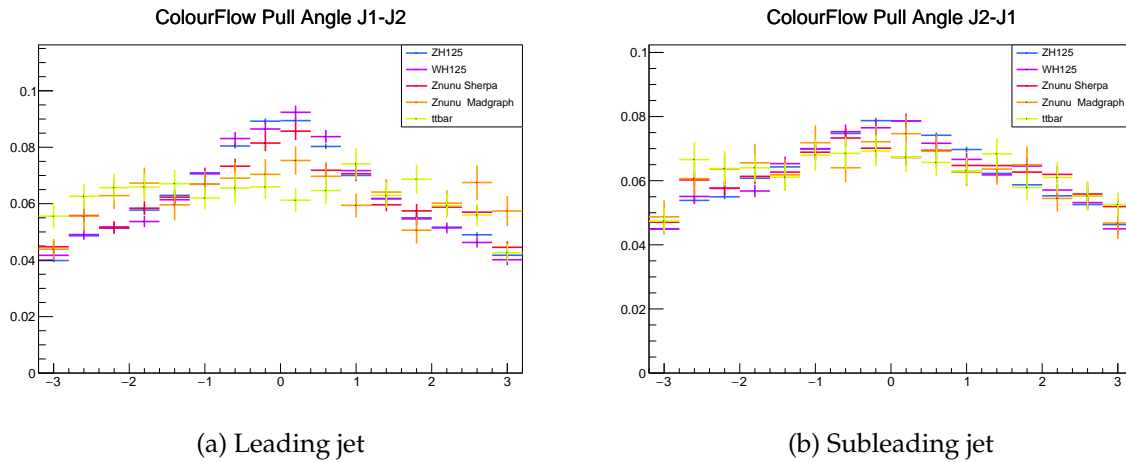 ColourFlow Pull Angle J1-J2
0.1
0.08
0.06
0.04
0.02
0
−3 −2 −1 0 1 2 3
ZH125
WH125
Znunu Sherpa
Znunu Madgraph
ttbar
(a) Leading jet
ColourFlow Pull Angle J2-J1
0.1
0.08
0.06
0.04
0.02
0
−3 −2 −1 0 1 2 3
ZH125
WH125
Znunu Sherpa
Znunu Madgraph
ttbar
(b) Subleading jet